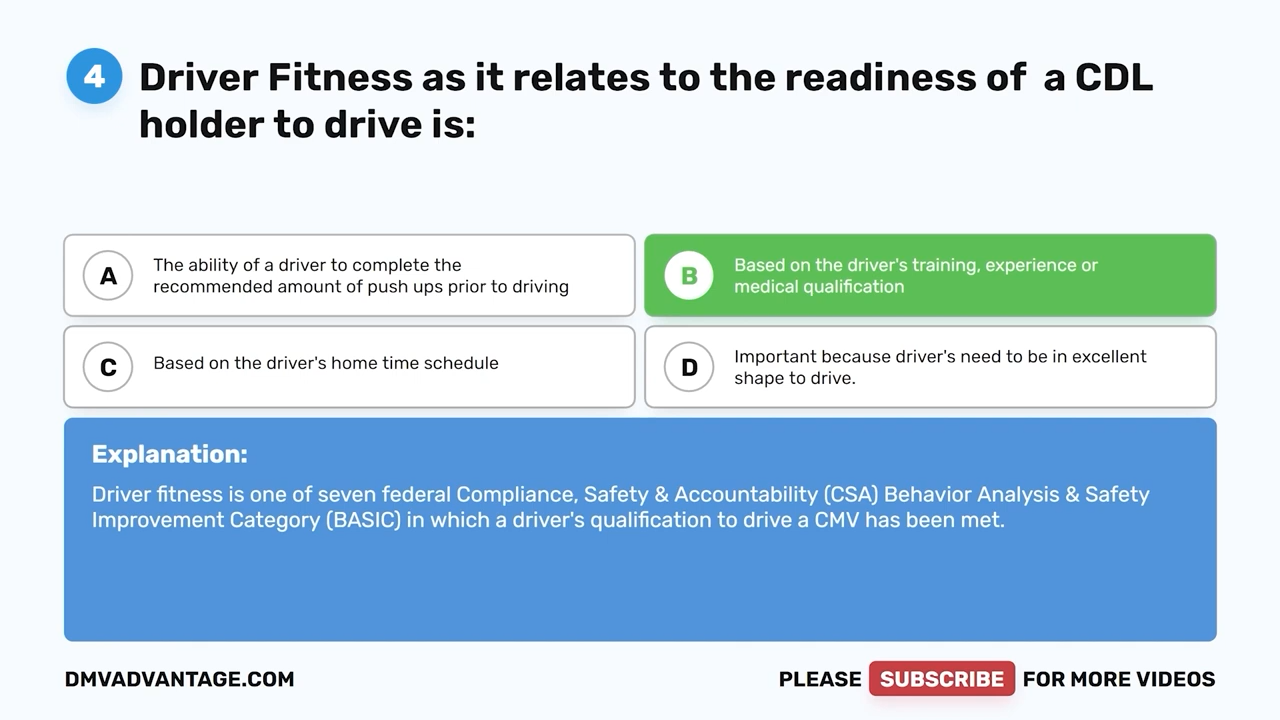 4 Driver Fitness as it relates to the readiness of a CDL
holder to drive is:
A The ability of a driver to complete the
recommended amount of push ups prior to driving
B Based on the driver's training, experience or
medical qualification
C Based on the driver's home time schedule
D Important because driver's need to be in excellent
shape to drive.
Explanation:
Driver fitness is one of seven federal Compliance, Safety & Accountability (CSA) Behavior Analysis & Safety
Improvement Category (BASIC) in which a driver's qualification to drive a CMV has been met.
DMVADVANTAGE.COM
PLEASE SUBSCRIBE FOR MORE VIDEOS